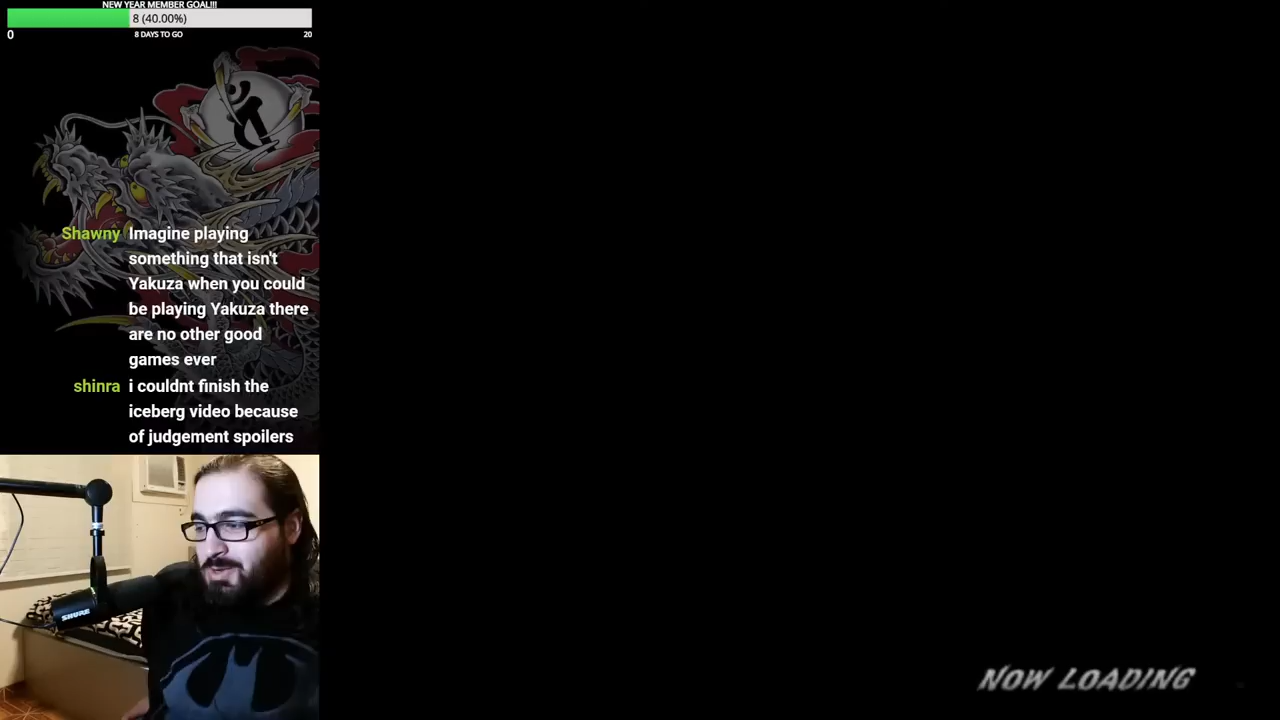 NEW YEAR MEMBER GOAL!!!
8 (40.00%)
0 8 DAYS TO GO 20
Shawny Imagine playing
something that isn't
Yakuza when you could
be playing Yakuza there
are no other good
games ever
shinra i couldnt finish the
iceberg video because
of judgement spoilers
SHURE
NOW LOADING